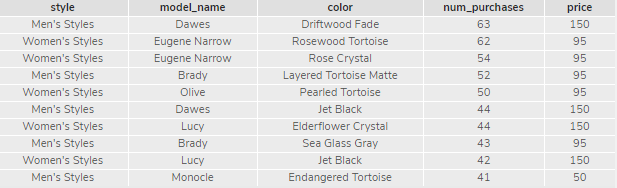 style model_name color num_purchases price
Men's Styles Dawes Driftwood Fade 63 150
Women's Styles Eugene Narrow Rosewood Tortoise 62 95
Women's Styles Eugene Narrow Rose Crystal 54 95
Men's Styles Brady Layered Tortoise Matte 52 95
Women's Styles Olive Pearled Tortoise 50 95
Men's Styles Dawes Jet Black 44 150
Women's Styles Lucy Elderflower Crystal 44 150
Men's Styles Brady Sea Glass Gray 43 95
Women's Styles Lucy Jet Black 42 150
Men's Styles Monocle Endangered Tortoise 41 50